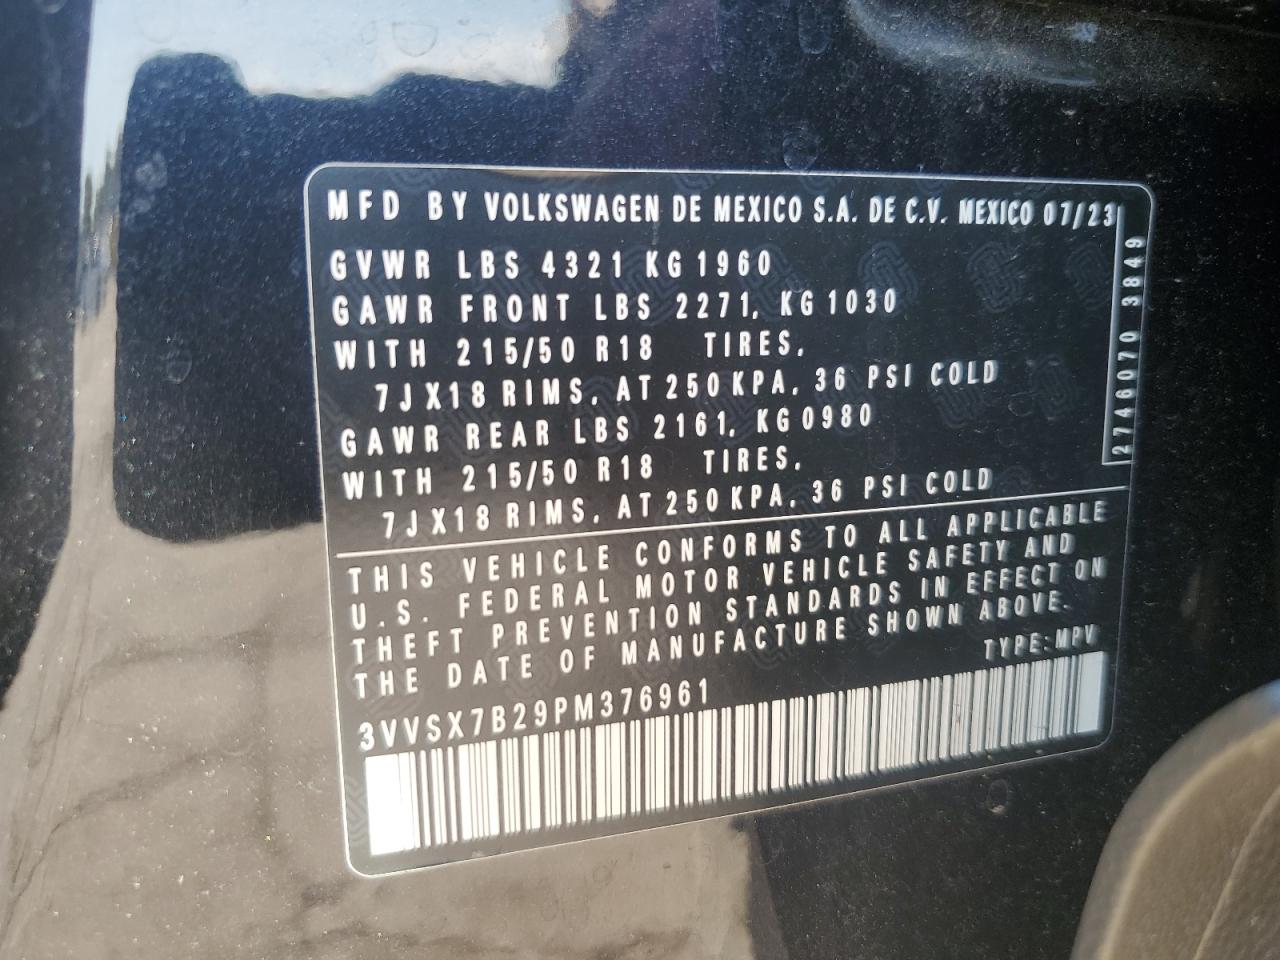 MFD BY VOLKSWAGEN DE MEXICO S.A. DE C.V. MEXICO 07/23
GVWR LBS 4321 KG 1960
GAWR FRONT LBS 2271, KG 1030
WITH 215/50 R18 TIRES,
7J X18 RIMS, AT 250 KPA, 36 PSI COLD
GAWR REAR LBS 2161, KG 0980
WITH 215/50 R18 TIRES,
7J X18 RIMS, AT 250 KPA, 36 PSI COLD
2746070 3849
THIS VEHICLE CONFORMS TO ALL APPLICABLE
U.S. FEDERAL MOTOR VEHICLE SAFETY AND
THEFT PREVENTION STANDARDS IN EFFECT ON
THE DATE OF MANUFACTURE SHOWN ABOVE.
TYPE: MPV
3VVSX7B29PM376961